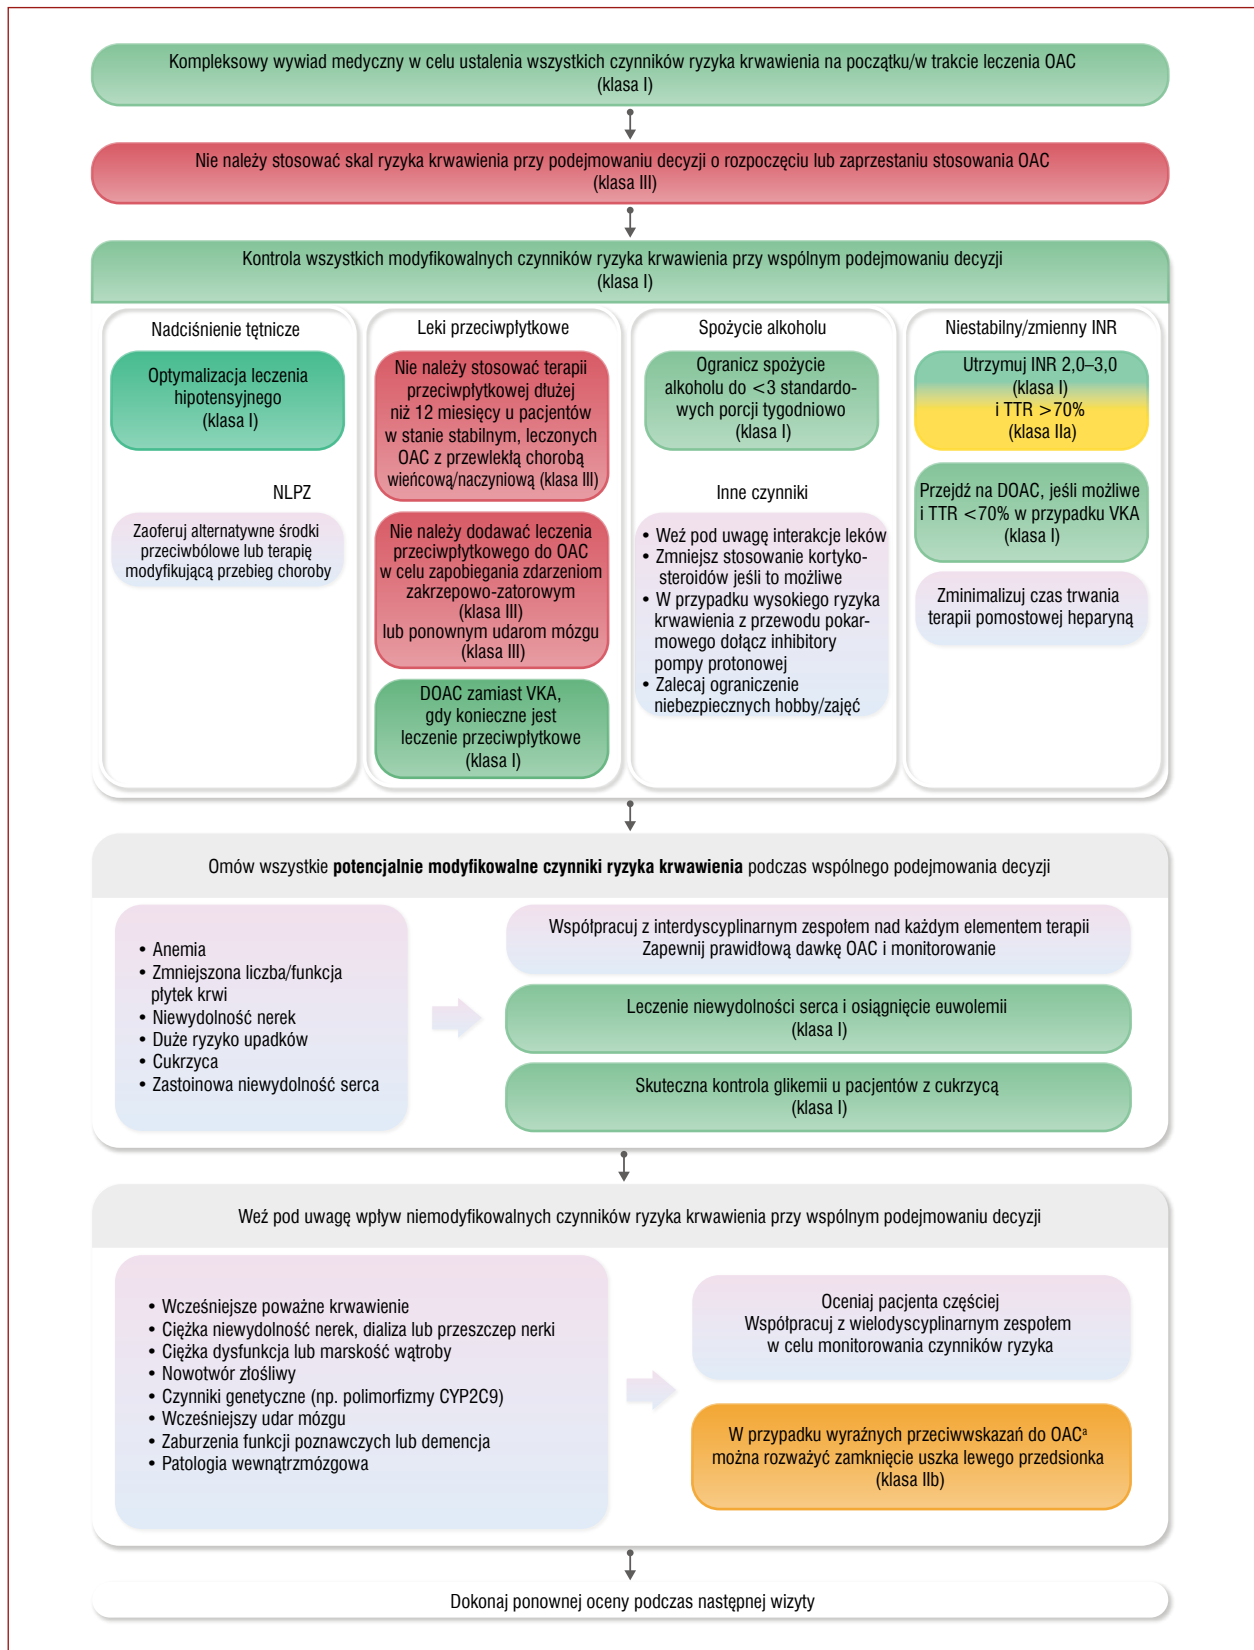 Kompleksowy wywiad medyczny w celu ustalenia wszystkich czynników ryzyka krwawienia na początku/w trakcie leczenia OAC
(klasa I)
Nie należy stosować skal ryzyka krwawienia przy podejmowaniu decyzji o rozpoczęciu lub zaprzestaniu stosowania OAC
(klasa III)
Kontrola wszystkich modyfikowalnych czynników ryzyka krwawienia przy wspólnym podejmowaniu decyzji
(klasa I)
Nadciśnienie tętnicze
Optymalizacja leczenia
hipotensyjnego
(klasa I)
NLPZ
Zaoferuj alternatywne środki
przeciwbólowe lub terapię
modyfikującą przebieg choroby
Leki przeciwpłytkowe
Nie należy stosować terapii
przeciwpłytkowej dłużej
niż 12 miesięcy u pacjentów
w stanie stabilnym, leczonych
OAC z przewlekłą chorobą
wieńcową/naczyniową (klasa III)
Nie należy dodawać leczenia
przeciwpłytkowego do OAC
w celu zapobiegania zdarzeniom
zakrzepowo-zatorowym
(klasa III)
lub ponownym udarom mózgu
(klasa III)
DOAC zamiast VKA,
gdy konieczne jest
leczenie przeciwpłytkowe
(klasa I)
Spożycie alkoholu
Ogranicz spożycie
alkoholu do <3 standardo-
wych porcji tygodniowo
(klasa I)
Inne czynniki
• Weź pod uwagę interakcje leków
• Zmniejsz stosowanie kortyko-
steroidów jeśli to możliwe
• W przypadku wysokiego ryzyka
krwawienia z przewodu pokar-
mowego dołącz inhibitory
pompy protonowej
• Zalecaj ograniczenie
niebezpiecznych hobby/zajęć
Niestabilny/zmienny INR
Utrzymuj INR 2,0–3,0
(klasa I)
i TTR >70%
(klasa IIa)
Przejdź na DOAC, jeśli możliwe
i TTR <70% w przypadku VKA
(klasa I)
Zminimalizuj czas trwania
terapii pomostowej heparyną
Omów wszystkie potencjalnie modyfikowalne czynniki ryzyka krwawienia podczas wspólnego podejmowania decyzji
• Anemia
• Zmniejszona liczba/funkcja
płytek krwi
• Niewydolność nerek
• Duże ryzyko upadków
• Cukrzyca
• Zastoinowa niewydolność serca
Współpracuj z interdyscyplinarnym zespołem nad każdym elementem terapii
Zapewnij prawidłową dawkę OAC i monitorowanie
Leczenie niewydolności serca i osiągnięcie euwolemii
(klasa I)
Skuteczna kontrola glikemii u pacjentów z cukrzycą
(klasa I)
Weź pod uwagę wpływ niemodyfikowalnych czynników ryzyka krwawienia przy wspólnym podejmowaniu decyzji
• Wcześniejsze poważne krwawienie
• Ciężka niewydolność nerek, dializa lub przeszczep nerki
• Ciężka dysfunkcja lub marskość wątroby
• Nowotwór złośliwy
• Czynniki genetyczne (np. polimorfizmy CYP2C9)
• Wcześniejszy udar mózgu
• Zaburzenia funkcji poznawczych lub demencja
• Patologia wewnątrzmózgowa
Oceniaj pacjenta częściej
Współpracuj z wielodyscyplinarnym zespołem
w celu monitorowania czynników ryzyka
W przypadku wyraźnych przeciwwskazań do OACᵃ
można rozważyć zamknięcie uszka lewego przedsionka
(klasa IIb)
Dokonaj ponownej oceny podczas następnej wizyty